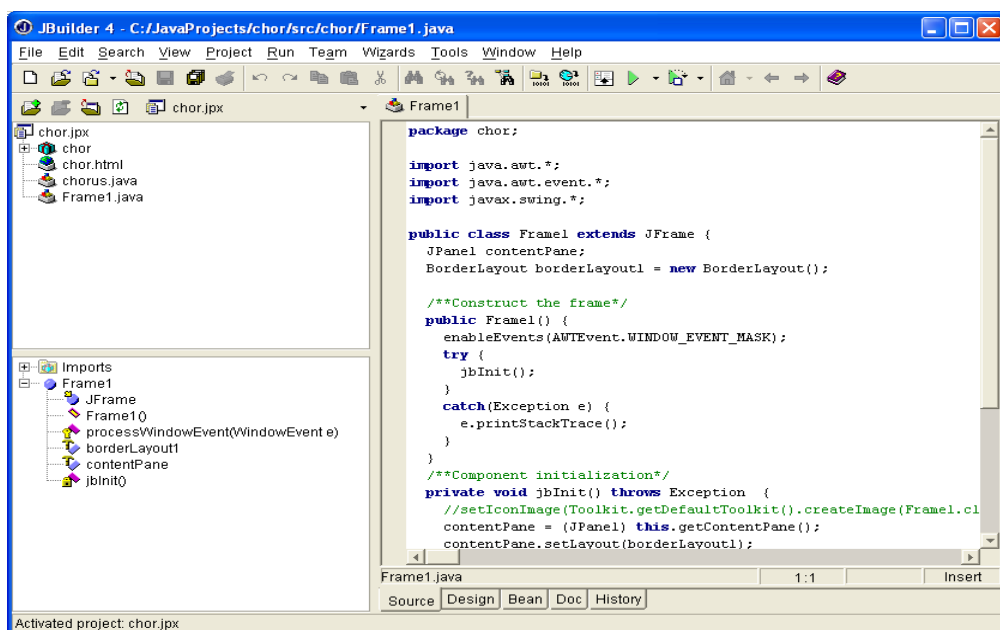 JBuilder 4 - C:/JavaProjects/chor/src/chor/Frame1.java
File Edit Search View Project Run Team Wizards Tools Window Help
chor.jpx
Frame1
chor.jpx
chor
chor.html
chorus.java
Frame1.java
Imports
Frame1
JFrame
Frame1()
processWindowEvent(WindowEvent e)
borderLayout1
contentPane
jbInit()
package chor;
import java.awt.*;
import java.awt.event.*;
import javax.swing.*;
public class Frame1 extends JFrame {
JPanel contentPane;
BorderLayout borderLayout1 = new BorderLayout();
/**Construct the frame*/
public Frame1() {
enableEvents(AWTEvent.WINDOW_EVENT_MASK);
try {
jbInit();
}
catch(Exception e) {
e.printStackTrace();
}
}
/**Component initialization*/
private void jbInit() throws Exception {
//setIconImage(Toolkit.getDefaultToolkit().createImage(Frame1.cl
contentPane = (JPanel) this.getContentPane();
contentPane.setLayout(borderLayout1);
Frame1.java 1:1 Insert
Source Design Bean Doc History
Activated project: chor.jpx